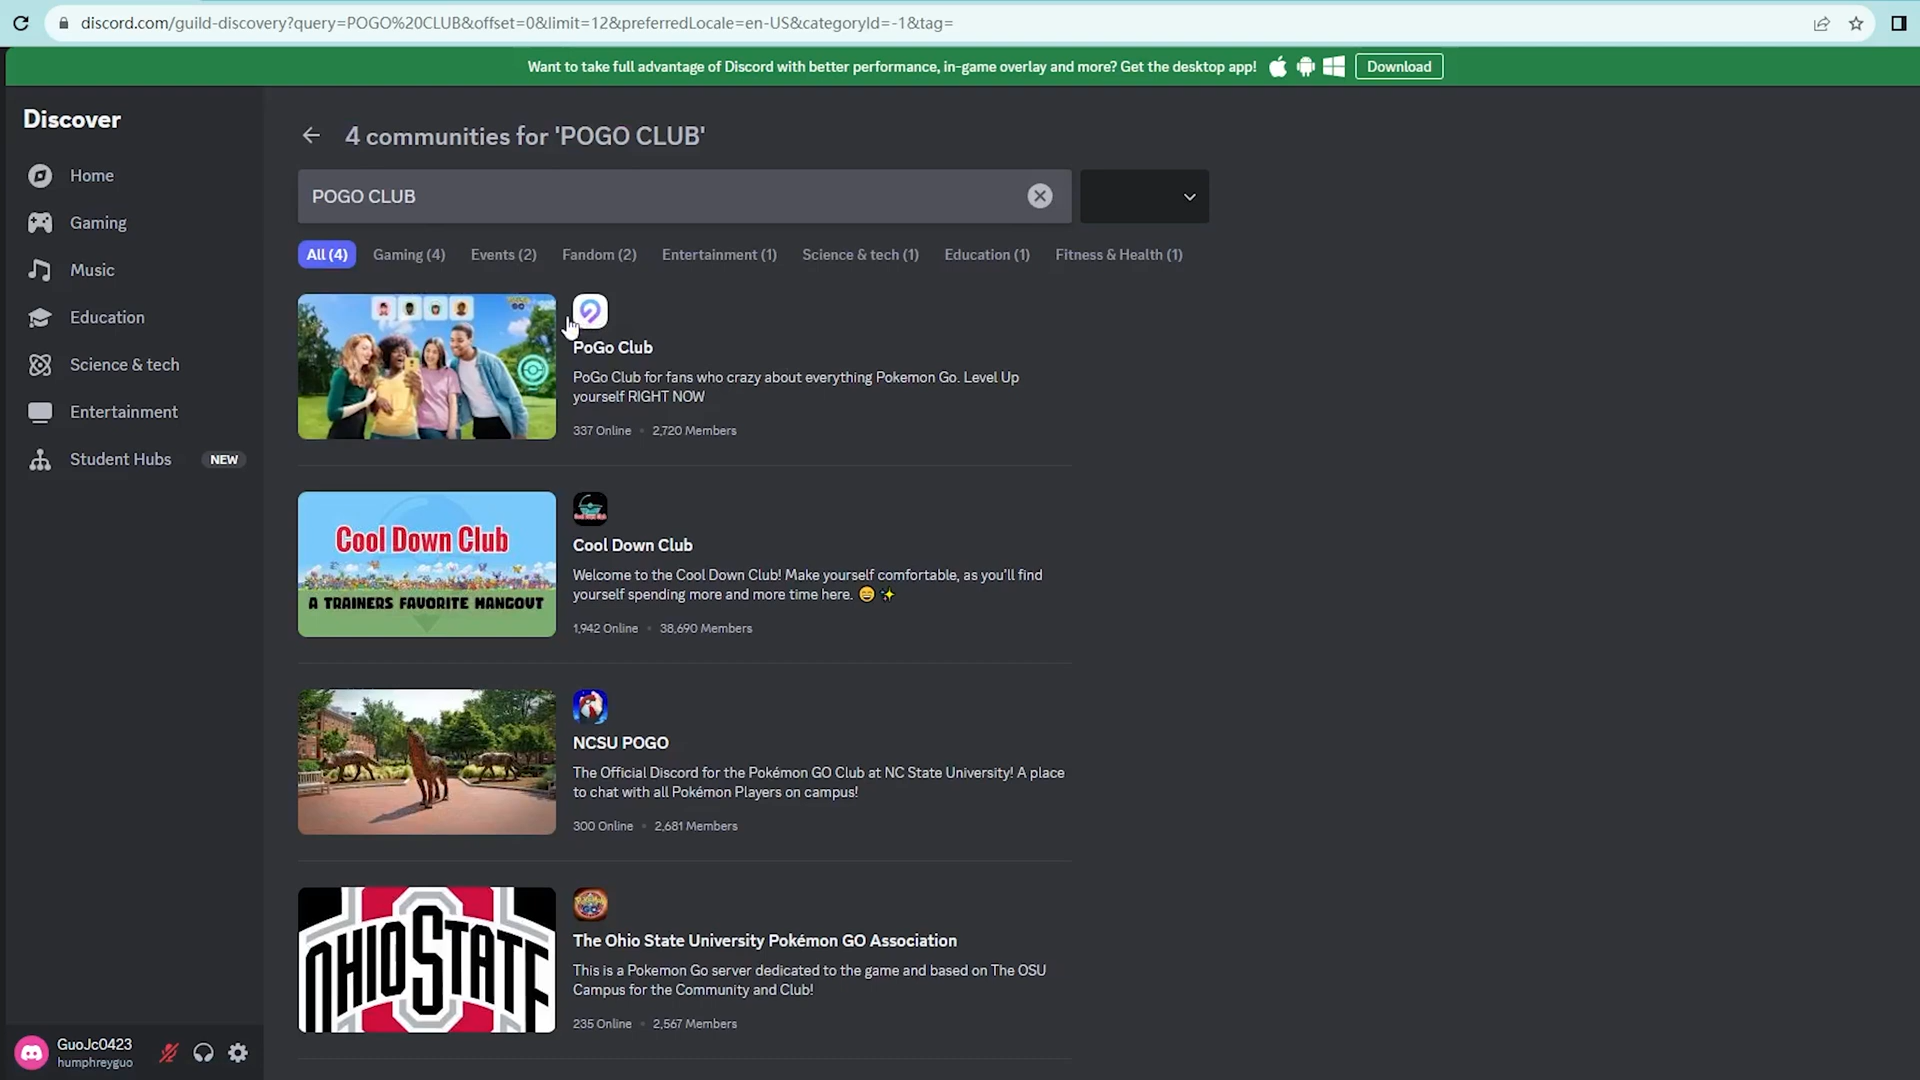 discord.com/guild-discovery?query=POGO%20CLUB&offset=0&limit=12&preferredLocale=en-US&categoryId=-1&tag=
Want to take full advantage of Discord with better performance, in-game overlay and more? Get the desktop app!
Download
Discover
Home
Gaming
Music
Education
Science & tech
Entertainment
Student Hubs
NEW
4 communities for 'POGO CLUB'
POGO CLUB
All (4)
Gaming (4)
Events (2)
Fandom (2)
Entertainment (1)
Science & tech (1)
Education (1)
Fitness & Health (1)
PoGo Club
PoGo Club for fans who crazy about everything Pokemon Go. Level Up
yourself RIGHT NOW
337 Online
2,720 Members
Cool Down Club
A TRAINERS FAVORITE HANGOUT
Cool Down Club
Welcome to the Cool Down Club! Make yourself comfortable, as you'll find
yourself spending more and more time here. 😄 ✨
1,942 Online
38,690 Members
NCSU POGO
The Official Discord for the Pokémon GO Club at NC State University! A place
to chat with all Pokémon Players on campus!
300 Online
2,681 Members
OHIO STATE
The Ohio State University Pokémon GO Association
This is a Pokemon Go server dedicated to the game and based on The OSU
Campus for the Community and Club!
235 Online
2,567 Members
GuoJc0423
humphreyguo